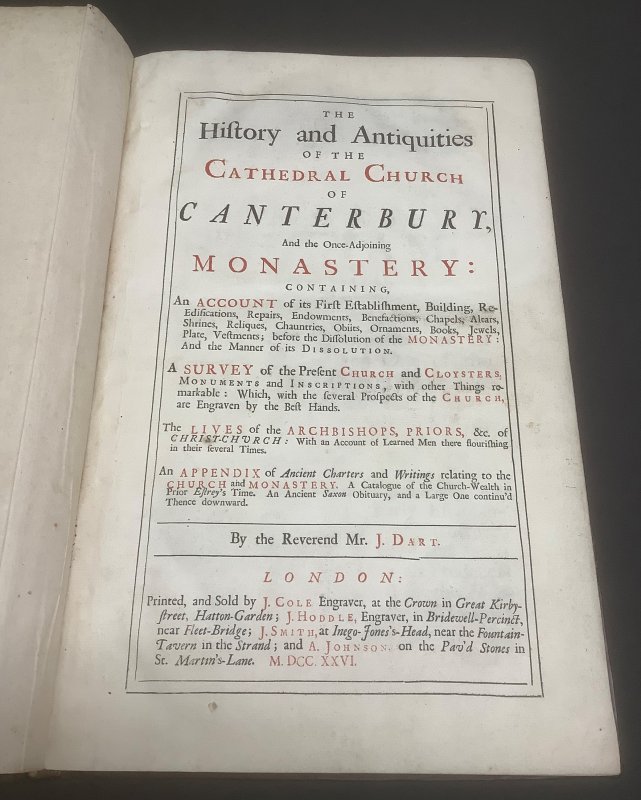 THE
Hiſtory and Antiquities
OF THE
CATHEDRAL CHURCH
OF
CANTERBURY,
And the Once-Adjoining
MONASTERY:
CONTAINING,
An ACCOUNT of its Firſt Eſtabliſhment, Building, Re-
Edifications, Repairs, Endowments, Benefactions, Chapels, Altars,
Shrines, Reliques, Chauntries, Obiits, Ornaments, Books, Jewels,
Plate, Veſtments; before the Diſſolution of the MONASTERY:
And the Manner of its DISSOLUTION.
A SURVEY of the Preſent CHURCH and CLOYSTERS,
MONUMENTS and INSCRIPTIONS, with other Things re-
markable: Which, with the ſeveral Proſpects of the CHURCH,
are Engraven by the Beſt Hands.
The LIVES of the ARCHBISHOPS, PRIORS, &c. of
CHRIST-CHURCH: With an Account of Learned Men there flouriſhing
in their ſeveral Times.
An APPENDIX of Ancient Charters and Writings relating to the
CHURCH and MONASTERY. A Catalogue of the Church-Wealth in
Prior Eſtrey's Time. An Ancient Saxon Obituary, and a Large One continu'd
Thence downward.
By the Reverend Mr. J. DART.
LONDON:
Printed, and Sold by J. COLE Engraver, at the Crown in Great Kirby-
ſtreet, Hatton-Garden; J. HODDLE, Engraver, in Bridewell-Percinct,
near Fleet-Bridge; J. SMITH, at Inego-Jones's-Head, near the Fountain-
Tavern in the Strand; and A. JOHNSON, on the Pav'd Stones in
St. Martin's-Lane. M.DCC.XXVI.